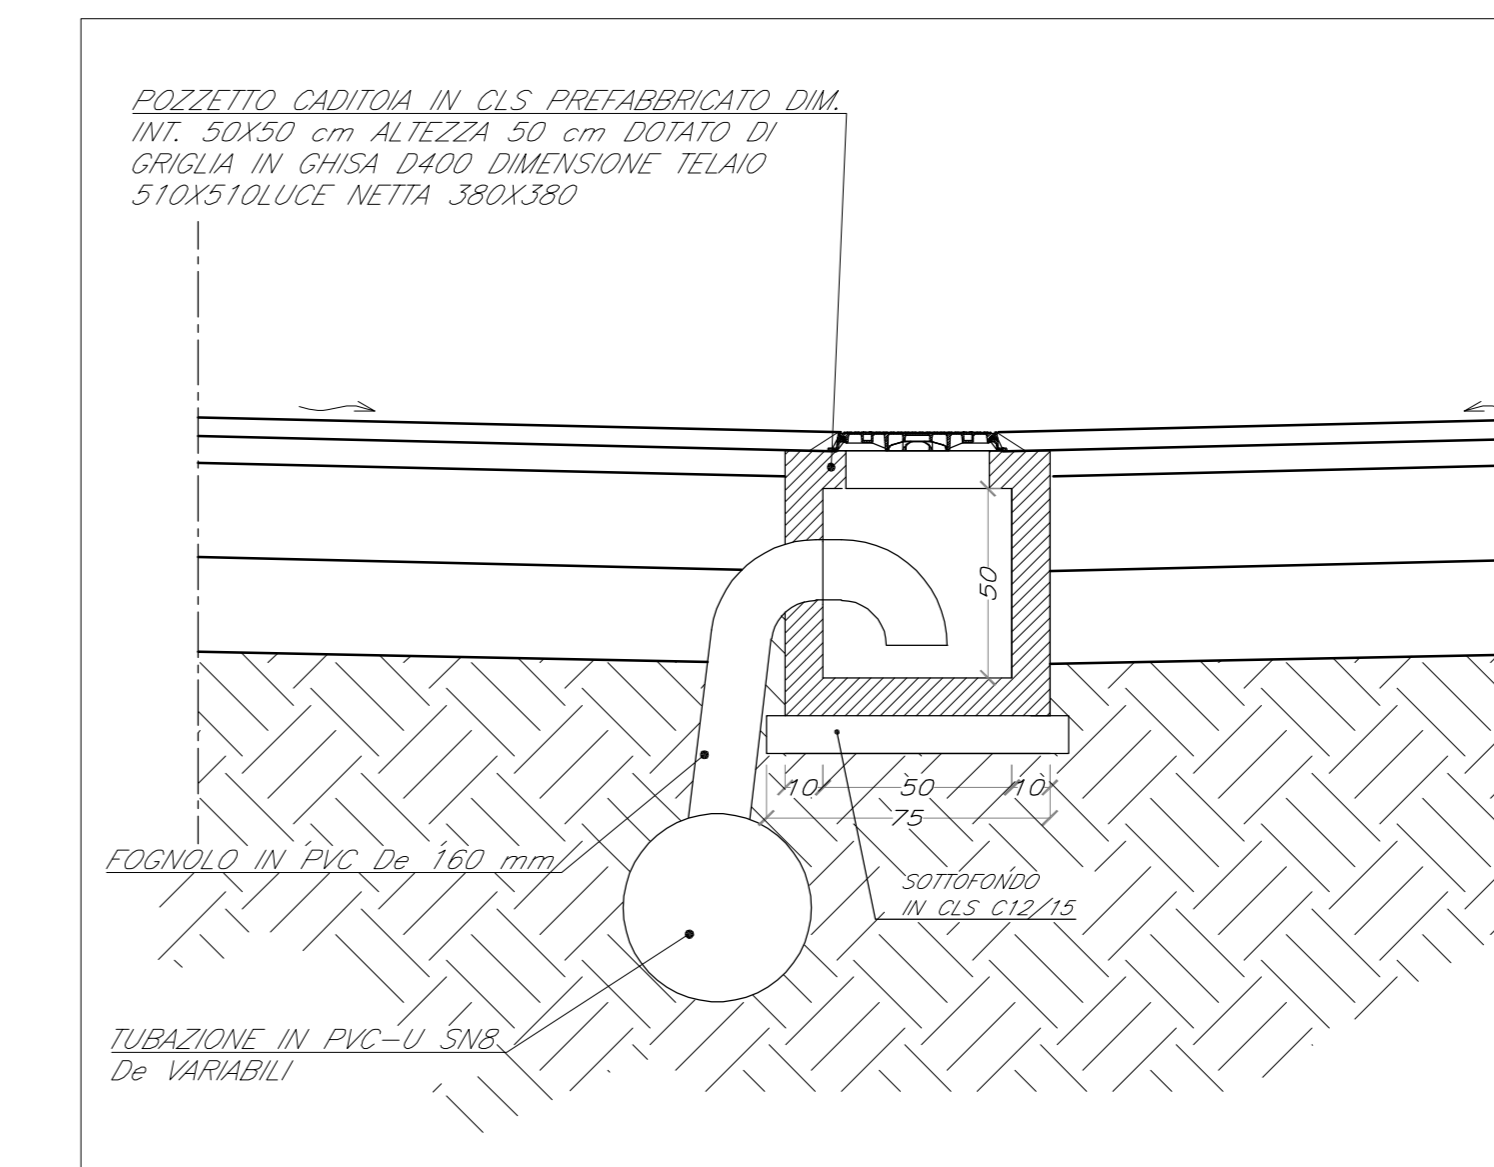 POZZETTO CADITOIA IN CLS PREFABBRICATO DIM.
INT. 50X50 cm ALTEZZA 50 cm DOTATO DI
GRIGLIA IN GHISA D400 DIMENSIONE TELAIO
510X510LUCE NETTA 380X380
50
10 50 10
75
FOGNOLO IN PVC De 160 mm
SOTTOFONDO
IN CLS C12/15
TUBAZIONE IN PVC-U SN8
De VARIABILI